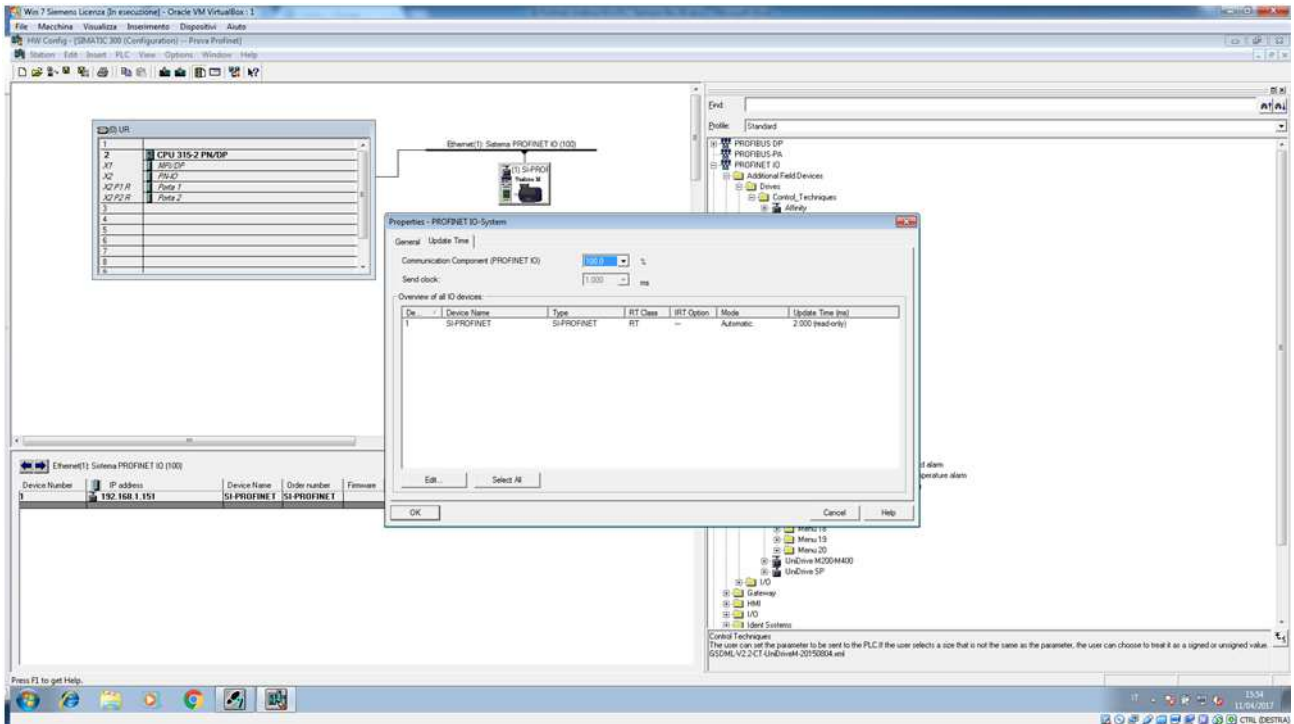 Win 7 Siemens Licenza [In esecuzione] - Oracle VM VirtualBox : 1
File Macchina Visualizza Inserimento Dispositivi Aiuto
HW Config - [SIMATIC 300 (Configuration) -- Prova Profinet]
Station Edit Insert PLC View Options Window Help
Find:
Profile: Standard
(0) UR
1
2 CPU 315-2 PN/DP
X1 MPI/DP
X2 PN-IO
X2 P1 R Porta 1
X2 P2 R Porta 2
3
4
5
6
7
8
9
Ethernet(1): Sistema PROFINET IO (100)
(1) SI-PROF
PROFIBUS DP
PROFIBUS-PA
PROFINET IO
Additional Field Devices
Drives
Control_Techniques
Affinity
Properties - PROFINET IO-System
General Update Time
Communication Component (PROFINET IO) 100.0 %
Send clock: 1.000 ms
Overview of all IO devices:
De... / Device Name Type RT Class IRT Option Mode Update Time (ms)
1 SI-PROFINET SI-PROFINET RT --- Automatic 2.000 (read-only)
Edit... Select All
OK Cancel Help
d alarm
perature alarm
Menu 18
Menu 19
Menu 20
UniDrive M200-M400
UniDrive SP
I/O
Gateway
HMI
I/O
Ident Systems
Ethernet(1): Sistema PROFINET IO (100)
Device Number IP address Device Name Order number Firmware
1 192.168.1.151 SI-PROFINET SI-PROFINET
Control Techniques
The user can set the parameter to be sent to the PLC.If the user selects a size that is not the same as the parameter, the user can choose to treat it as a signed or unsigned value.
GSDML-V2.2-CT-UniDriveM-20150804.xml
Press F1 to get Help.
IT
15:54
11/04/2017
CTRL (DESTRA)